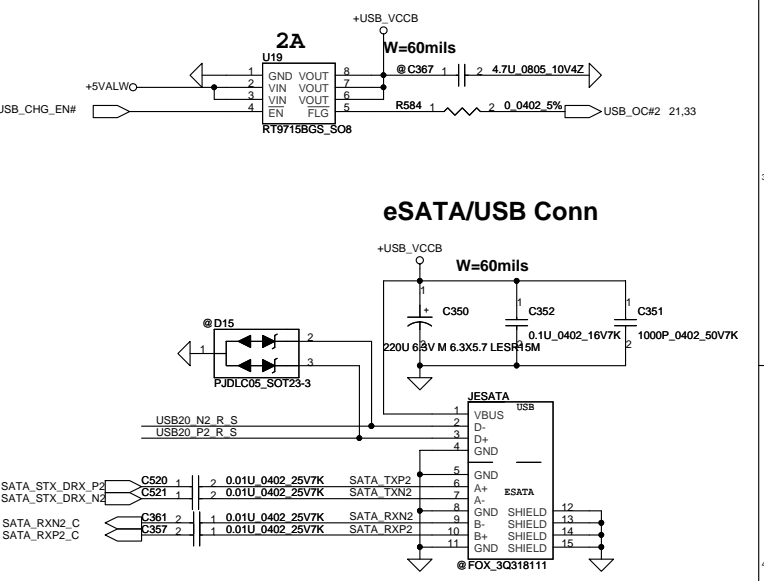 +USB_VCCB
2A
W=60mils
U19
@C367 1 2 4.7U_0805_10V4Z
+5VALW
1 GND VOUT 8
2 VIN VOUT 7
3 VIN VOUT 6
4 EN FLG 5
USB_CHG_EN#
R584 1 2 0_0402_5%
USB_OC#2 21,33
RT9715BGS_SO8
3
eSATA/USB Conn
+USB_VCCB
W=60mils
1 + C350
1 C352
1 C351
0.1U_0402_16V7K
1000P_0402_50V7K
2
2
220U 6.3V M 6.3X5.7 LESR15M
@D15
1
2
3
PJDLC05_SOT23-3
JESATA
USB
1 VBUS
USB20_N2_R_S 2 D-
USB20_P2_R_S 3 D+
4 GND
5 GND
SATA_STX_DRX_P2 C520 1 2 0.01U_0402_25V7K SATA_TXP2 6 A+
ESATA
SATA_STX_DRX_N2 C521 1 2 0.01U_0402_25V7K SATA_TXN2 7 A-
8 GND SHIELD 12
SATA_RXN2_C C361 2 1 0.01U_0402_25V7K SATA_RXN2 9 B- SHIELD 13
SATA_RXP2_C C357 2 1 0.01U_0402_25V7K SATA_RXP2 10 B+ SHIELD 14
11 GND SHIELD 15
@FOX_3Q318111
4